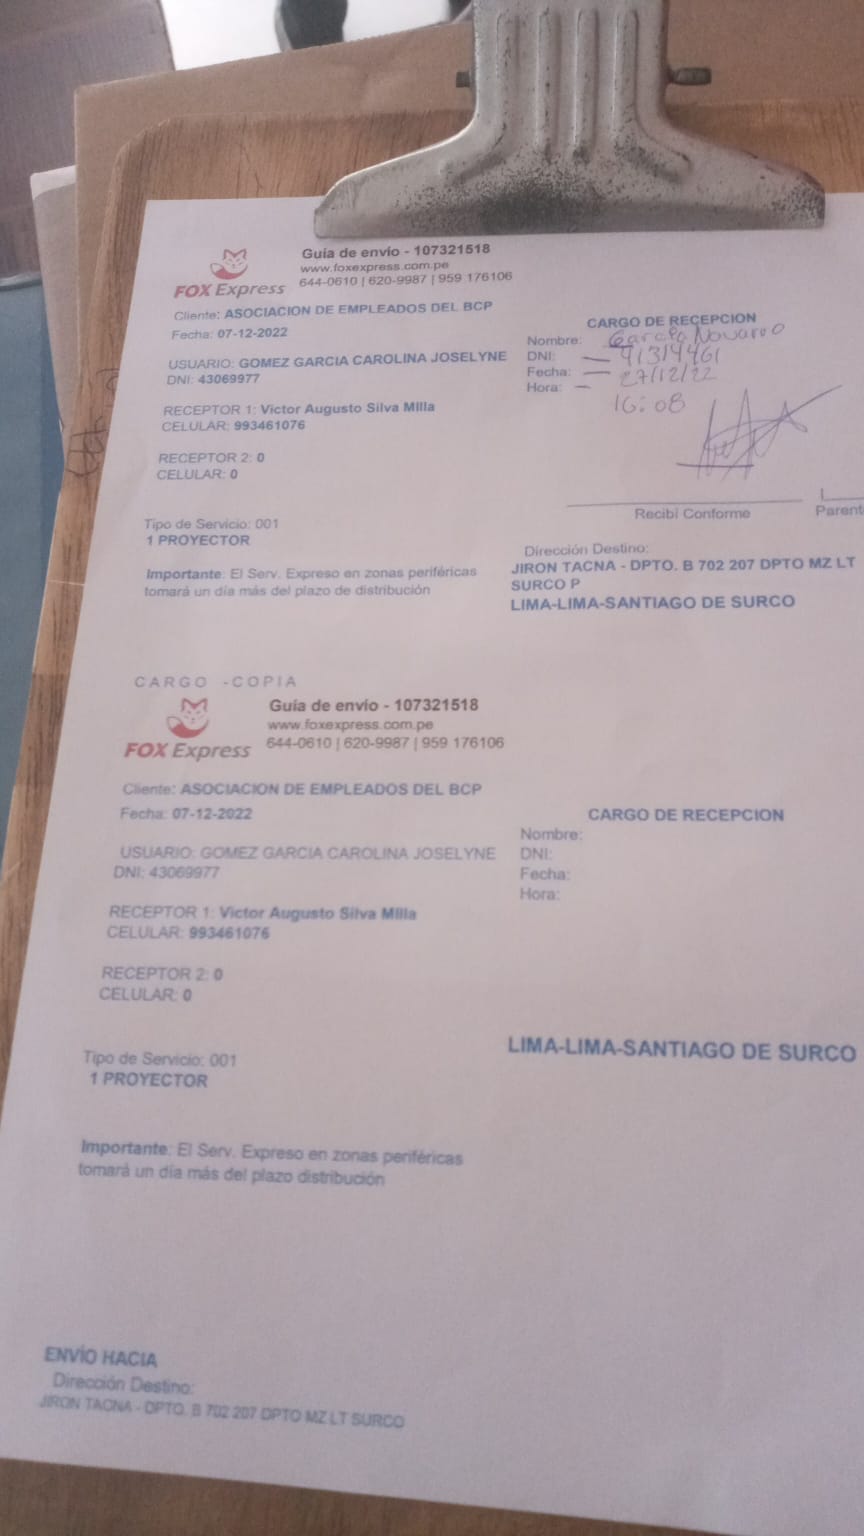 Guía de envío - 107321518
www.foxexpress.com.pe
644-0610 | 620-9987 | 959 176106
FOX Express
Cliente: ASOCIACION DE EMPLEADOS DEL BCP
Fecha: 07-12-2022
USUARIO: GOMEZ GARCIA CAROLINA JOSELYNE
DNI: 43069977
RECEPTOR 1: Victor Augusto Silva Milla
CELULAR: 993461076
RECEPTOR 2: 0
CELULAR: 0
Tipo de Servicio: 001
1 PROYECTOR
Importante: El Serv. Expreso en zonas periféricas
tomará un día más del plazo de distribución
CARGO DE RECEPCION
Nombre: García Navarro
DNI: 41314461
Fecha: 27/12/22
Hora:
16:08
Recibí Conforme
Parent
Dirección Destino:
JIRON TACNA - DPTO. B 702 207 DPTO MZ LT
SURCO P
LIMA-LIMA-SANTIAGO DE SURCO
CARGO -COPIA
Guía de envío - 107321518
www.foxexpress.com.pe
644-0610 | 620-9987 | 959 176106
FOX Express
Cliente: ASOCIACION DE EMPLEADOS DEL BCP
Fecha: 07-12-2022
USUARIO: GOMEZ GARCIA CAROLINA JOSELYNE
DNI: 43069977
RECEPTOR 1: Victor Augusto Silva Milla
CELULAR: 993461076
RECEPTOR 2: 0
CELULAR: 0
Tipo de Servicio: 001
1 PROYECTOR
Importante: El Serv. Expreso en zonas periféricas
tomará un día más del plazo distribución
CARGO DE RECEPCION
Nombre:
DNI:
Fecha:
Hora:
LIMA-LIMA-SANTIAGO DE SURCO
ENVÍO HACIA
Dirección Destino:
JIRON TACNA - DPTO. B 702 207 DPTO MZ LT SURCO